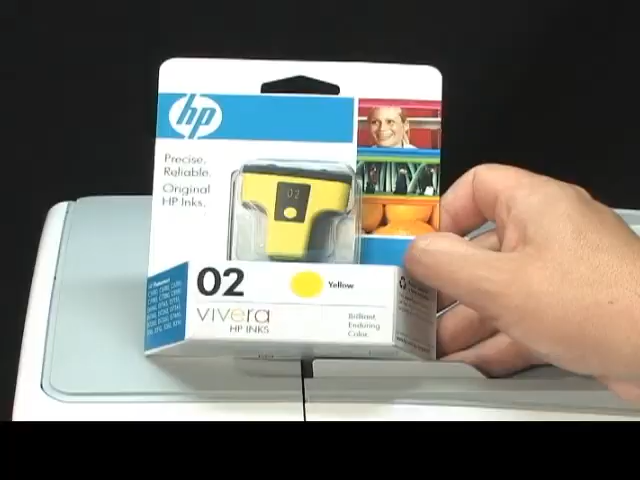 hp
Precise.
Reliable.
Original
HP Inks.
02
02
Yellow
vivera
HP INKS
Brilliant,
Enduring
Color.